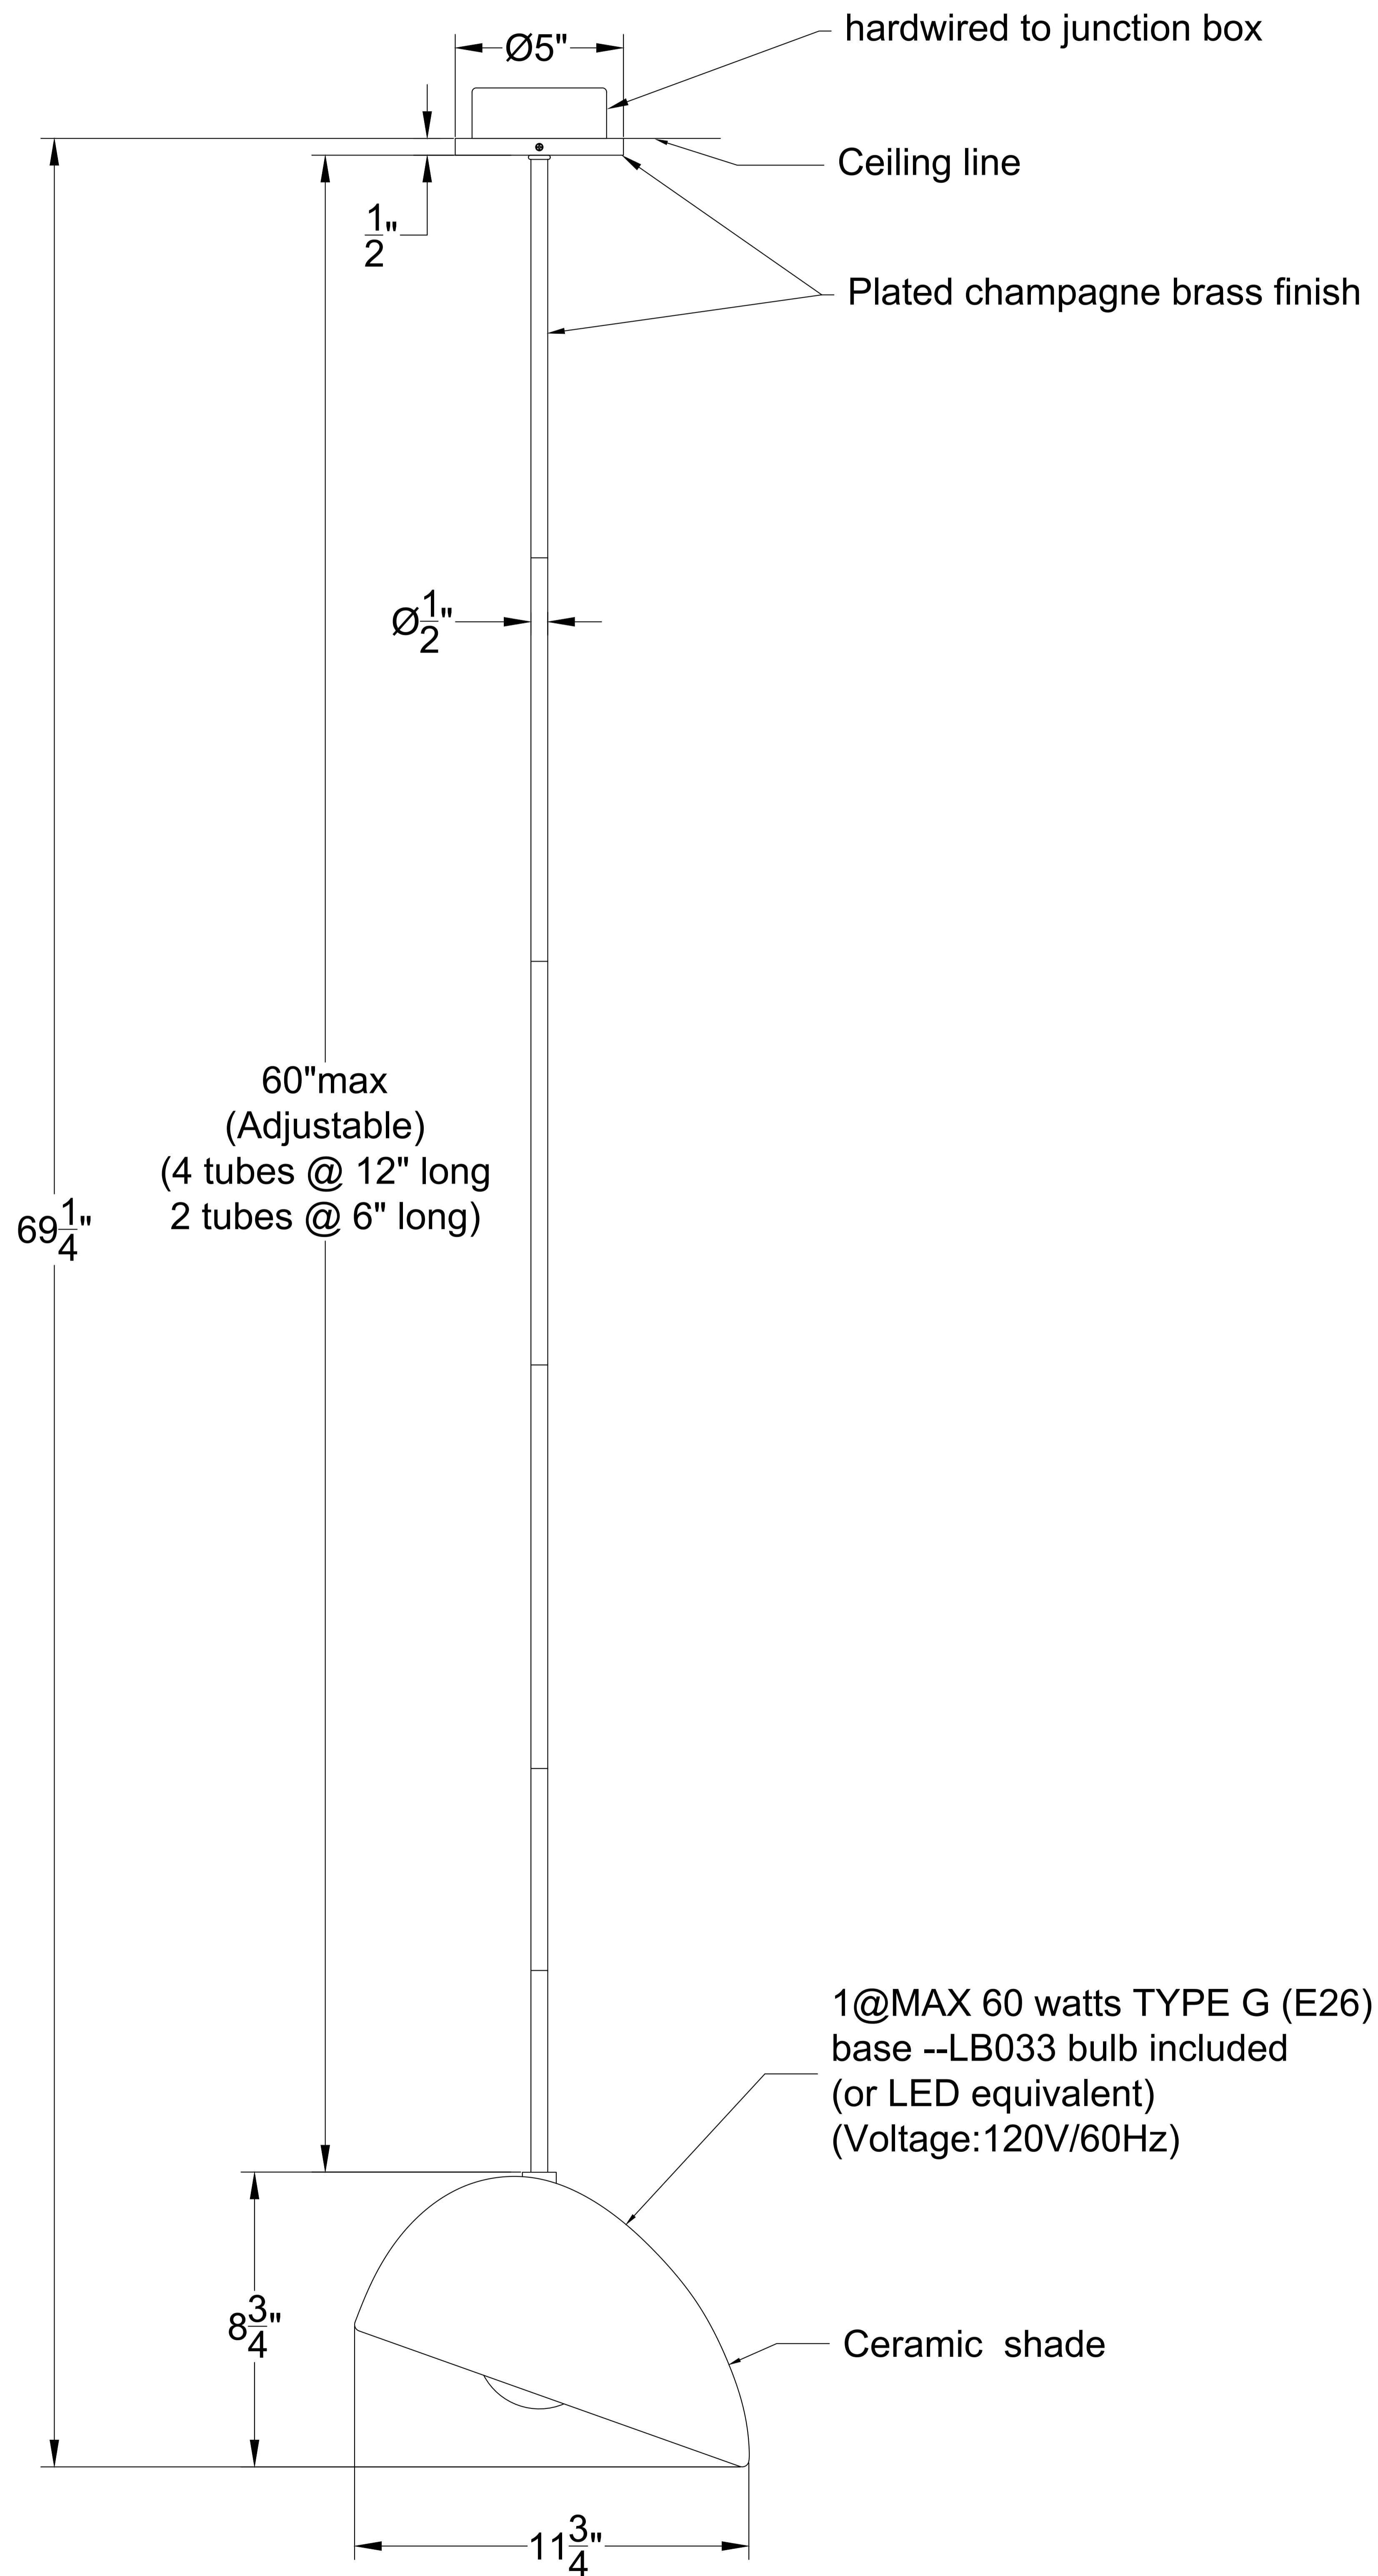 hardwired to junction box
Ø5"
Ceiling line
1/2"
Plated champagne brass finish
Ø1/2"
60"max
(Adjustable)
(4 tubes @ 12" long
2 tubes @ 6" long)
69 1/4"
1@MAX 60 watts TYPE G (E26)
base --LB033 bulb included
(or LED equivalent)
(Voltage:120V/60Hz)
8 3/4"
Ceramic shade
11 3/4"